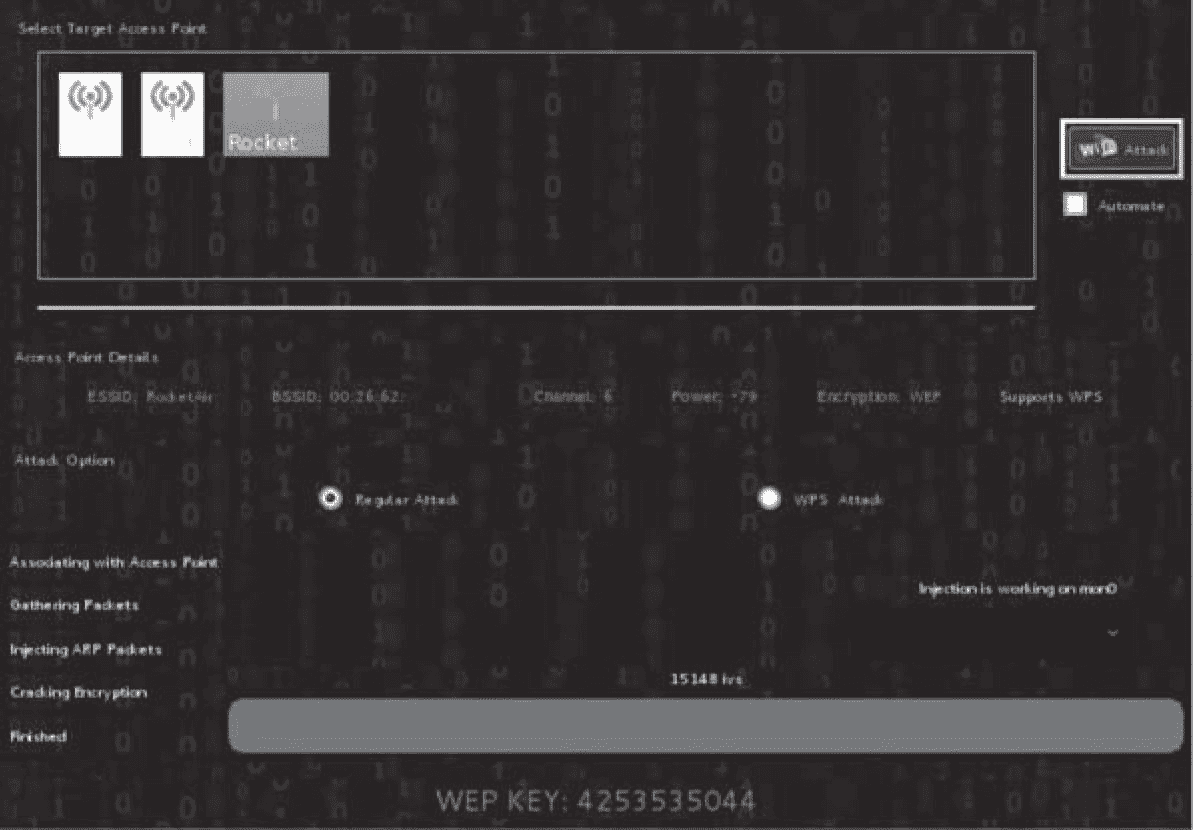 Select Target Access Point
Rocket
WEP Attack
Automate
Access Point Details
ESSID: RocketAir BSSID: 00:26:62: Channel: 6 Power: -79 Encryption: WEP Supports WPS
Attack Option
Regular Attack WPS Attack
Associating with Access Point
Injection is working on mon0
Gathering Packets
Injecting ARP Packets
15148 ivs
Cracking Encryption
Finished
WEP KEY: 4253535044